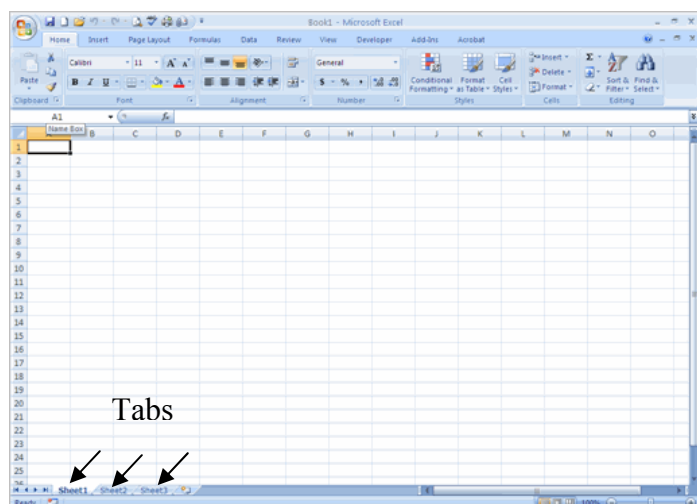 Book1 - Microsoft Excel
Home Insert Page Layout Formulas Data Review View Developer Add-Ins Acrobat
Calibri 11 A A General Insert Σ
Paste B I U A $ % , Conditional Format Cell Delete Sort & Find &
Formatting as Table Styles Format Filter Select
Clipboard Font Alignment Number Styles Cells Editing
A1 fx
Name Box
A B C D E F G H I J K L M N O
1
2
3
4
5
6
7
8
9
10
11
12
13
14
15
16
17
18
19
20
Tabs
21
22
23
24
25
26
Sheet1 Sheet2 Sheet3
Ready 100%